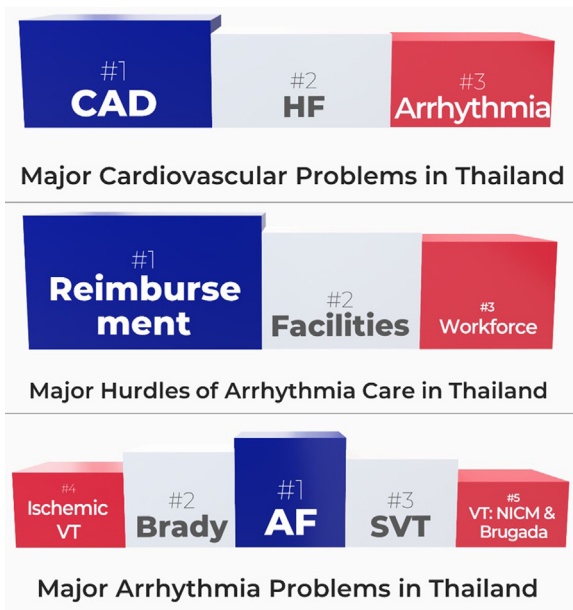 #1
CAD
#2
HF
#3
Arrhythmia
Major Cardiovascular Problems in Thailand
#1
Reimburse
ment
#2
Facilities
#3
Workforce
Major Hurdles of Arrhythmia Care in Thailand
#4
Ischemic
VT
#2
Brady
#1
AF
#3
SVT
#5
VT: NICM &
Brugada
Major Arrhythmia Problems in Thailand